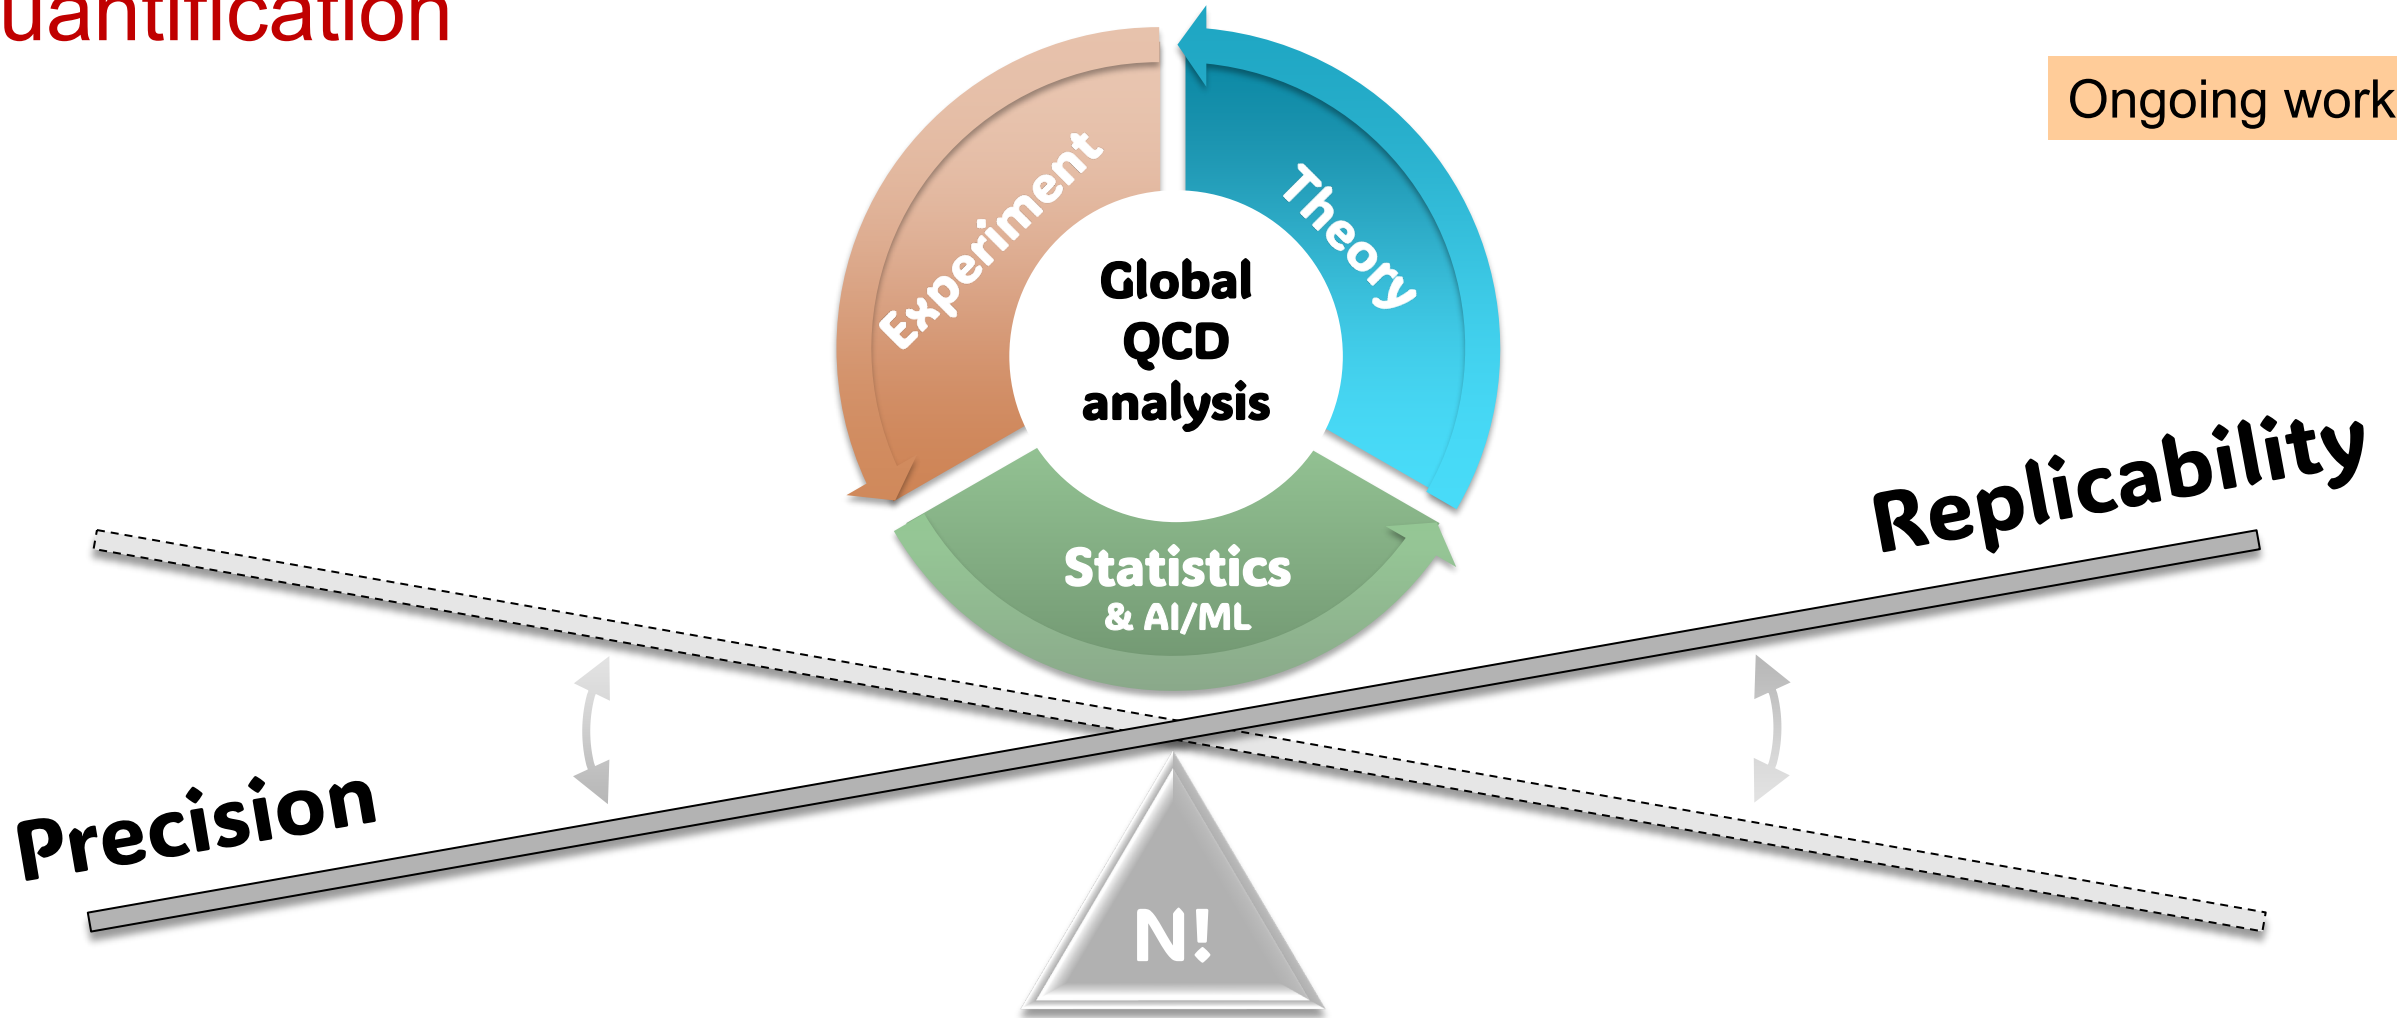 uantification
Ongoing work
Experiment
Theory
Global
QCD
analysis
Statistics
& AI/ML
Replicability
Precision
N!